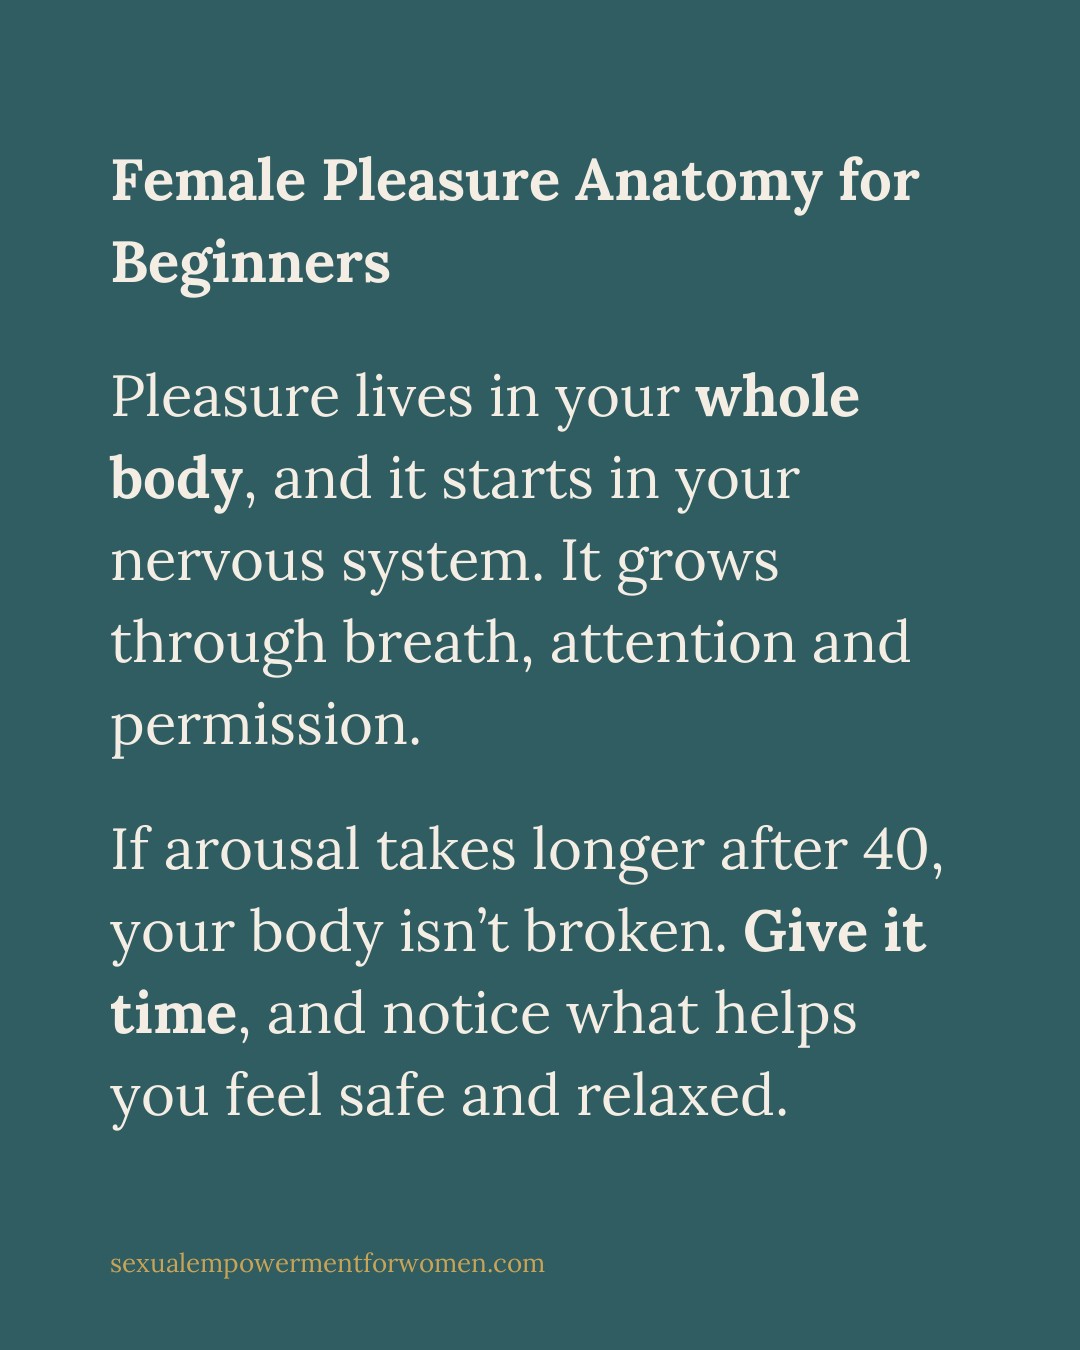 Female Pleasure Anatomy for
Beginners
Pleasure lives in your whole
body, and it starts in your
nervous system. It grows
through breath, attention and
permission.
If arousal takes longer after 40,
your body isn’t broken. Give it
time, and notice what helps
you feel safe and relaxed.
sexualempowermentforwomen.com